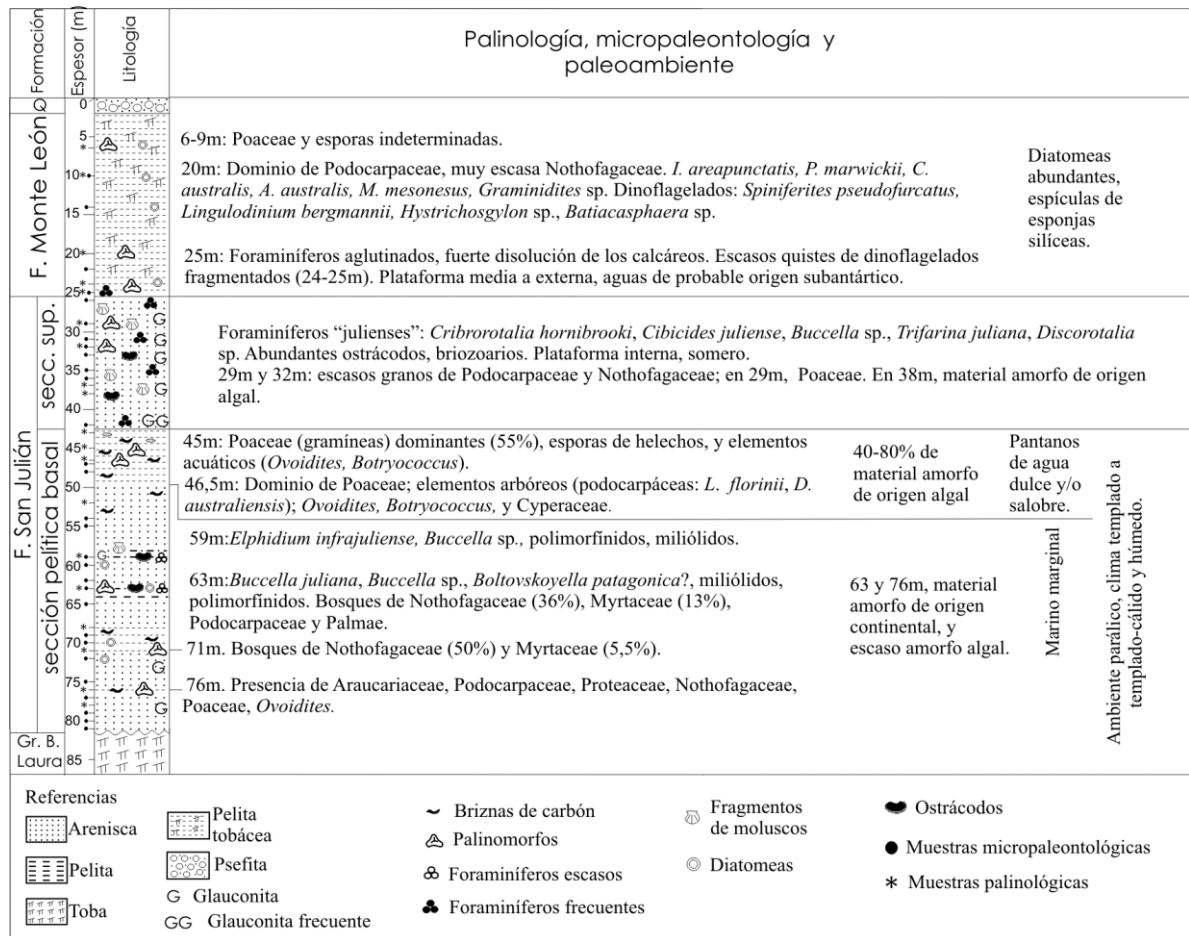 Formación
Espesor (m)
Litología
Palinología, micropaleontología y
paleoambiente
Q
F. Monte León
F. San Julián
secc. sup.
sección pelítica basal
Gr. B.
Laura
0
5
10
15
20
25
30
35
40
45
50
55
60
65
70
75
80
85
G
G
G
G
GG
G
G
G
6-9m: Poaceae y esporas indeterminadas.
20m: Dominio de Podocarpaceae, muy escasa Nothofagaceae. I. areapunctatis, P. marwickii, C.
australis, A. australis, M. mesonesus, Graminidites sp. Dinoflagelados: Spiniferites pseudofurcatus,
Lingulodinium bergmannii, Hystrichosgylon sp., Batiacasphaera sp.
25m: Foraminíferos aglutinados, fuerte disolución de los calcáreos. Escasos quistes de dinoflagelados
fragmentados (24-25m). Plataforma media a externa, aguas de probable origen subantártico.
Diatomeas
abundantes,
espículas de
esponjas
silíceas.
Foraminíferos “julienses”: Cribrorotalia hornibrooki, Cibicides juliense, Buccella sp., Trifarina juliana, Discorotalia
sp. Abundantes ostrácodos, briozoarios. Plataforma interna, somero.
29m y 32m: escasos granos de Podocarpaceae y Nothofagaceae; en 29m, Poaceae. En 38m, material amorfo de origen
algal.
45m: Poaceae (gramíneas) dominantes (55%), esporas de helechos, y elementos
acuáticos (Ovoidites, Botryococcus).
46,5m: Dominio de Poaceae; elementos arbóreos (podocarpáceas: L. florinii, D.
australiensis); Ovoidites, Botryococcus, y Cyperaceae.
40-80% de
material amorfo
de origen algal
Pantanos
de agua
dulce y/o
salobre.
59m:Elphidium infrajuliense, Buccella sp., polimorfínidos, miliólidos.
63m:Buccella juliana, Buccella sp., Boltovskoyella patagonica?, miliólidos,
polimorfínidos. Bosques de Nothofagaceae (36%), Myrtaceae (13%),
Podocarpaceae y Palmae.
71m. Bosques de Nothofagaceae (50%) y Myrtaceae (5,5%).
76m. Presencia de Araucariaceae, Podocarpaceae, Proteaceae, Nothofagaceae,
Poaceae, Ovoidites.
63 y 76m, material
amorfo de origen
continental, y
escaso amorfo algal.
Marino marginal
Ambiente parálico, clima templado a
templado-cálido y húmedo.
Referencias
Arenisca
Pelita
Toba
Pelita
tobácea
Psefita
G Glauconita
GG Glauconita frecuente
Briznas de carbón
Palinomorfos
Foraminíferos escasos
Foraminíferos frecuentes
Fragmentos
de moluscos
Diatomeas
Ostrácodos
Muestras micropaleontológicas
* Muestras palinológicas